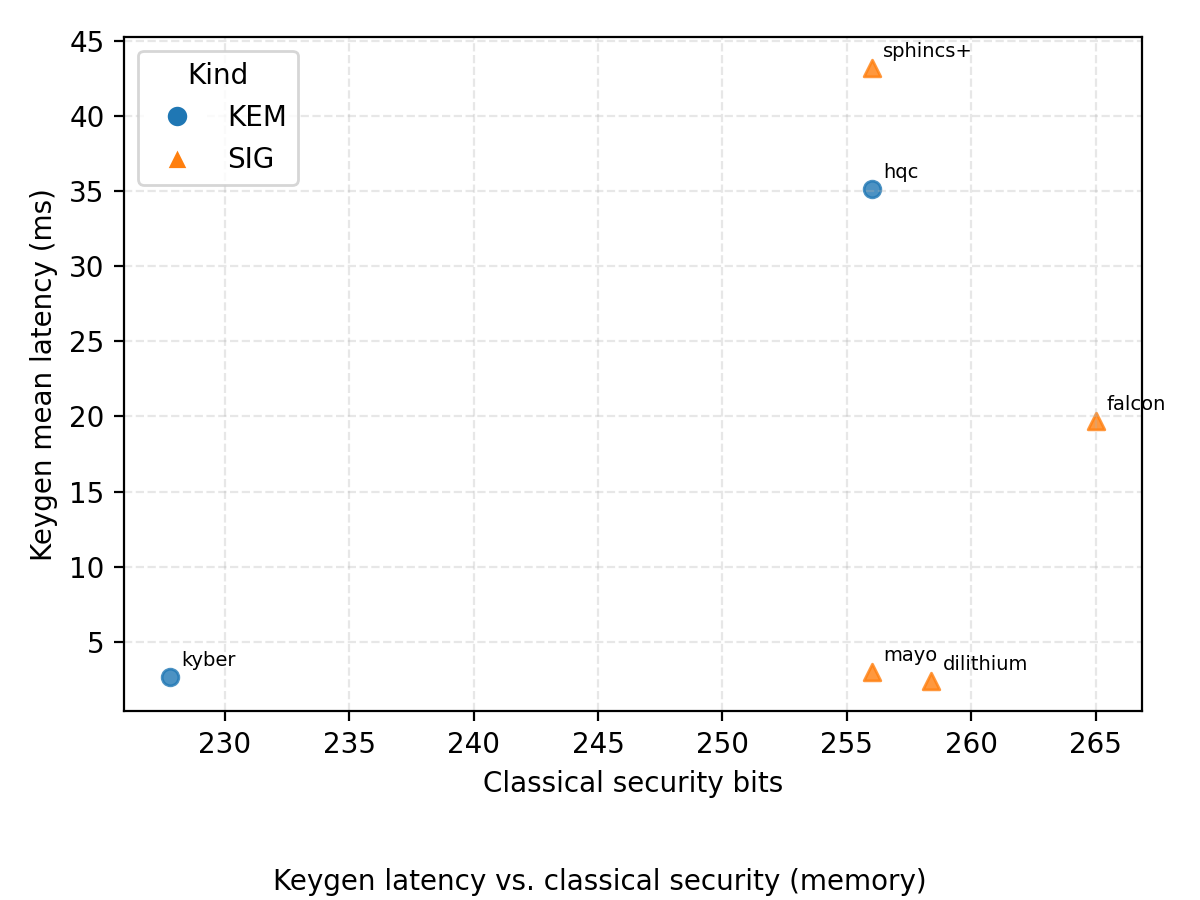 45
40
35
30
25
20
15
10
5
Keygen mean latency (ms)
Kind
KEM
SIG
sphincs+
hqc
falcon
kyber
mayo
dilithium
230 235 240 245 250 255 260 265
Classical security bits
Keygen latency vs. classical security (memory)